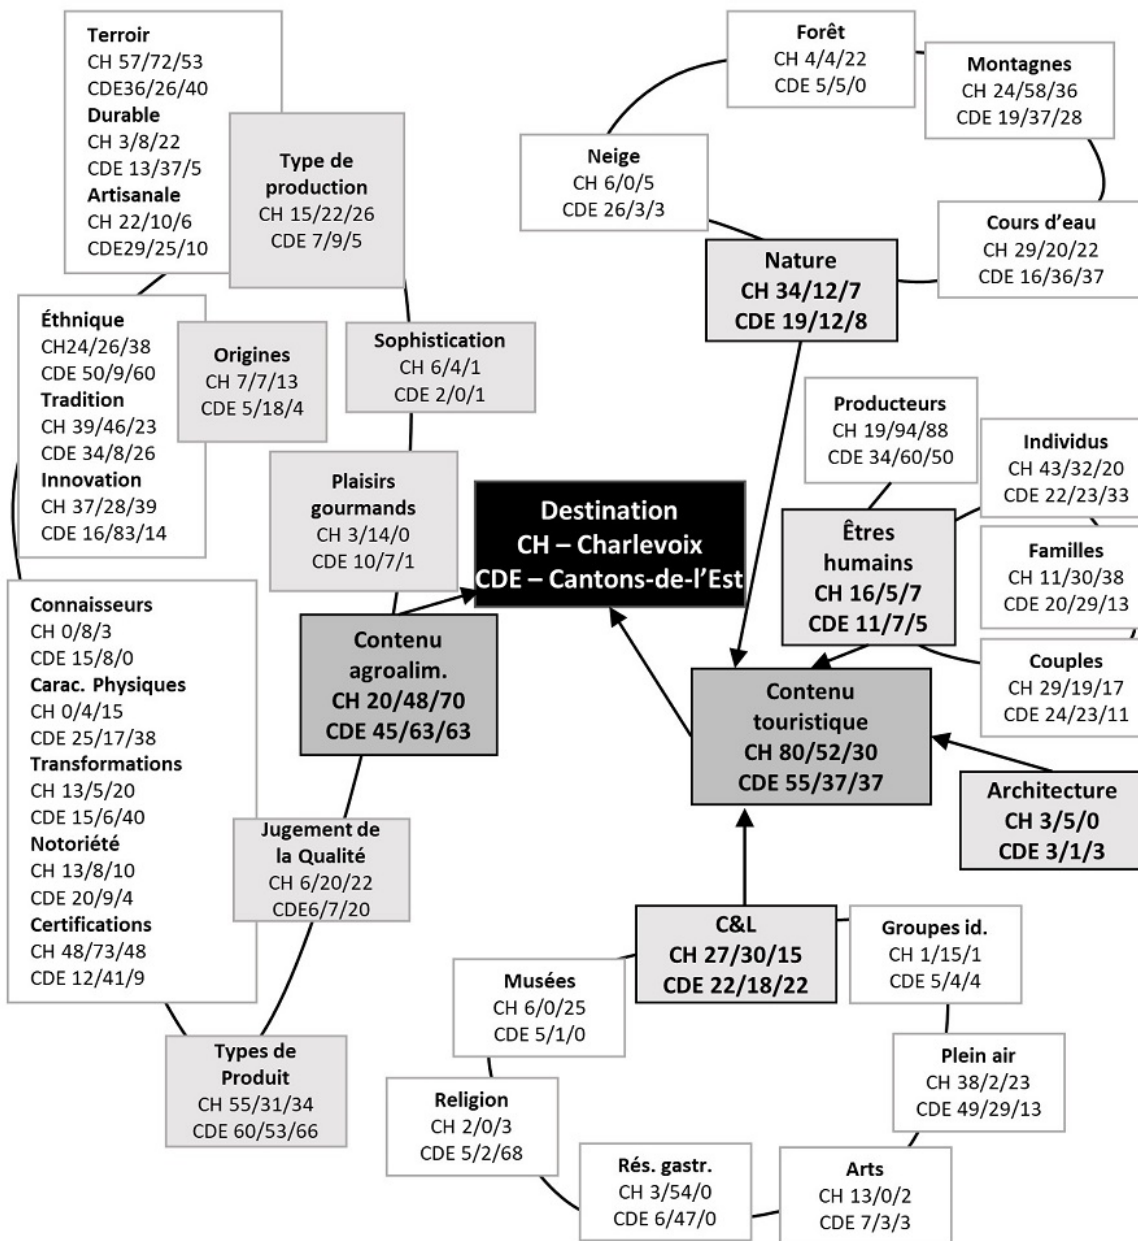 Terroir
CH 57/72/53
CDE36/26/40
Durable
CH 3/8/22
CDE 13/37/5
Artisanale
CH 22/10/6
CDE29/25/10
Type de
production
CH 15/22/26
CDE 7/9/5
Éthnique
CH24/26/38
CDE 50/9/60
Tradition
CH 39/46/23
CDE 34/8/26
Innovation
CH 37/28/39
CDE 16/83/14
Origines
CH 7/7/13
CDE 5/18/4
Sophistication
CH 6/4/1
CDE 2/0/1
Plaisirs
gourmands
CH 3/14/0
CDE 10/7/1
Connaisseurs
CH 0/8/3
CDE 15/8/0
Carac. Physiques
CH 0/4/15
CDE 25/17/38
Transformations
CH 13/5/20
CDE 15/6/40
Notoriété
CH 13/8/10
CDE 20/9/4
Certifications
CH 48/73/48
CDE 12/41/9
Jugement de
la Qualité
CH 6/20/22
CDE6/7/20
Types de
Produit
CH 55/31/34
CDE 60/53/66
Contenu
agroalim.
CH 20/48/70
CDE 45/63/63
Destination
CH – Charlevoix
CDE – Cantons-de-l'Est
Forêt
CH 4/4/22
CDE 5/5/0
Montagnes
CH 24/58/36
CDE 19/37/28
Neige
CH 6/0/5
CDE 26/3/3
Cours d'eau
CH 29/20/22
CDE 16/36/37
Nature
CH 34/12/7
CDE 19/12/8
Producteurs
CH 19/94/88
CDE 34/60/50
Individus
CH 43/32/20
CDE 22/23/33
Êtres
humains
CH 16/5/7
CDE 11/7/5
Familles
CH 11/30/38
CDE 20/29/13
Couples
CH 29/19/17
CDE 24/23/11
Contenu
touristique
CH 80/52/30
CDE 55/37/37
Architecture
CH 3/5/0
CDE 3/1/3
C&L
CH 27/30/15
CDE 22/18/22
Groupes id.
CH 1/15/1
CDE 5/4/4
Musées
CH 6/0/25
CDE 5/1/0
Plein air
CH 38/2/23
CDE 49/29/13
Religion
CH 2/0/3
CDE 5/2/68
Rés. gastr.
CH 3/54/0
CDE 6/47/0
Arts
CH 13/0/2
CDE 7/3/3